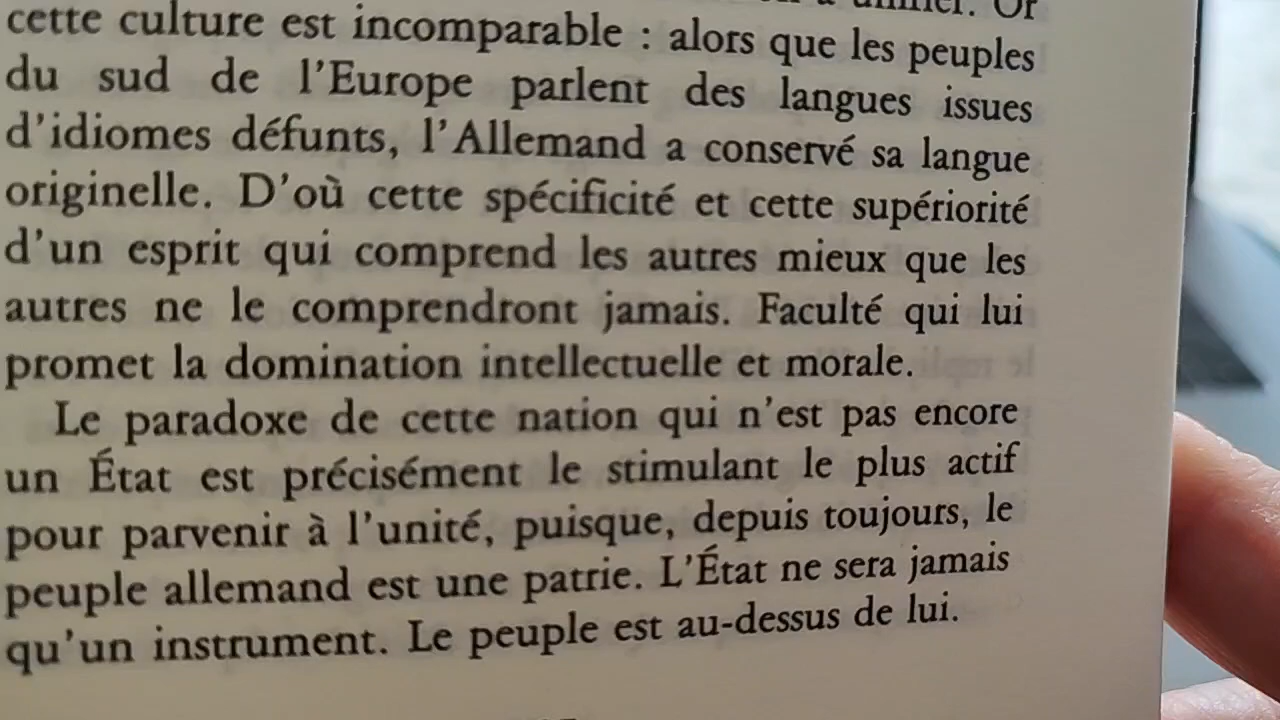 Or
cette culture est incomparable : alors que les peuples
du sud de l'Europe parlent des langues issues
d'idiomes défunts, l'Allemand a conservé sa langue
originelle. D'où cette spécificité et cette supériorité
d'un esprit qui comprend les autres mieux que les
autres ne le comprendront jamais. Faculté qui lui
promet la domination intellectuelle et morale.
Le paradoxe de cette nation qui n'est pas encore
un État est précisément le stimulant le plus actif
pour parvenir à l'unité, puisque, depuis toujours, le
peuple allemand est une patrie. L'État ne sera jamais
qu'un instrument. Le peuple est au-dessus de lui.